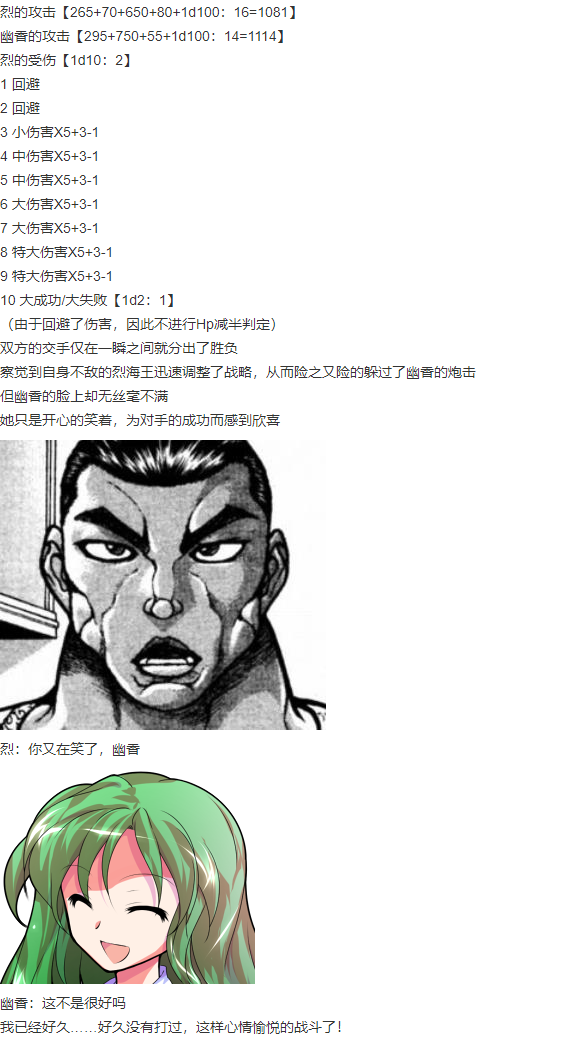 烈的攻击【265+70+650+80+1d100：16=1081】
幽香的攻击【295+750+55+1d100：14=1114】
烈的受伤【1d10：2】
1 回避
2 回避
3 小伤害X5+3-1
4 中伤害X5+3-1
5 中伤害X5+3-1
6 大伤害X5+3-1
7 大伤害X5+3-1
8 特大伤害X5+3-1
9 特大伤害X5+3-1
10 大成功/大失败【1d2：1】
（由于回避了伤害，因此不进行Hp减半判定）
双方的交手仅在一瞬之间就分出了胜负
察觉到自身不敌的烈海王迅速调整了战略，从而险之又险的躲过了幽香的炮击
但幽香的脸上却无丝毫不满
她只是开心的笑着，为对手的成功而感到欣喜
烈：你又在笑了，幽香
幽香：这不是很好吗
我已经好久……好久没有打过，这样心情愉悦的战斗了！